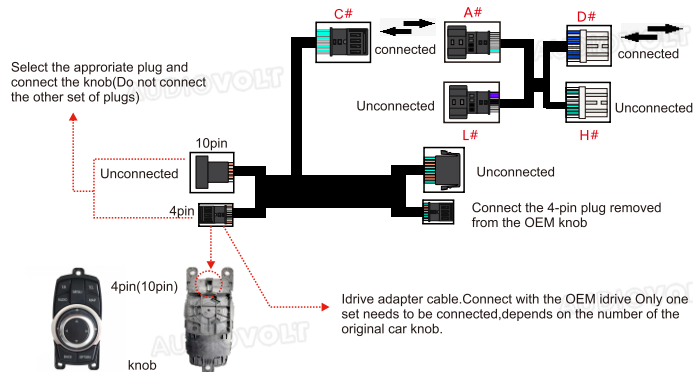 C#
A#
D#
connected
connected
Select the approriate plug and
connect the knob(Do not connect
the other set of plugs)
AUDIOVOLT
Unconnected
Unconnected
L#
H#
10pin
Unconnected
Unconnected
4pin
Connect the 4-pin plug removed
from the OEM knob
4pin(10pin)
Idrive adapter cable.Connect with the OEM idrive Only one
set needs to be connected,depends on the number of the
original car knob.
AUDIOVOLT
AUDIOVOLT
knob
MENU